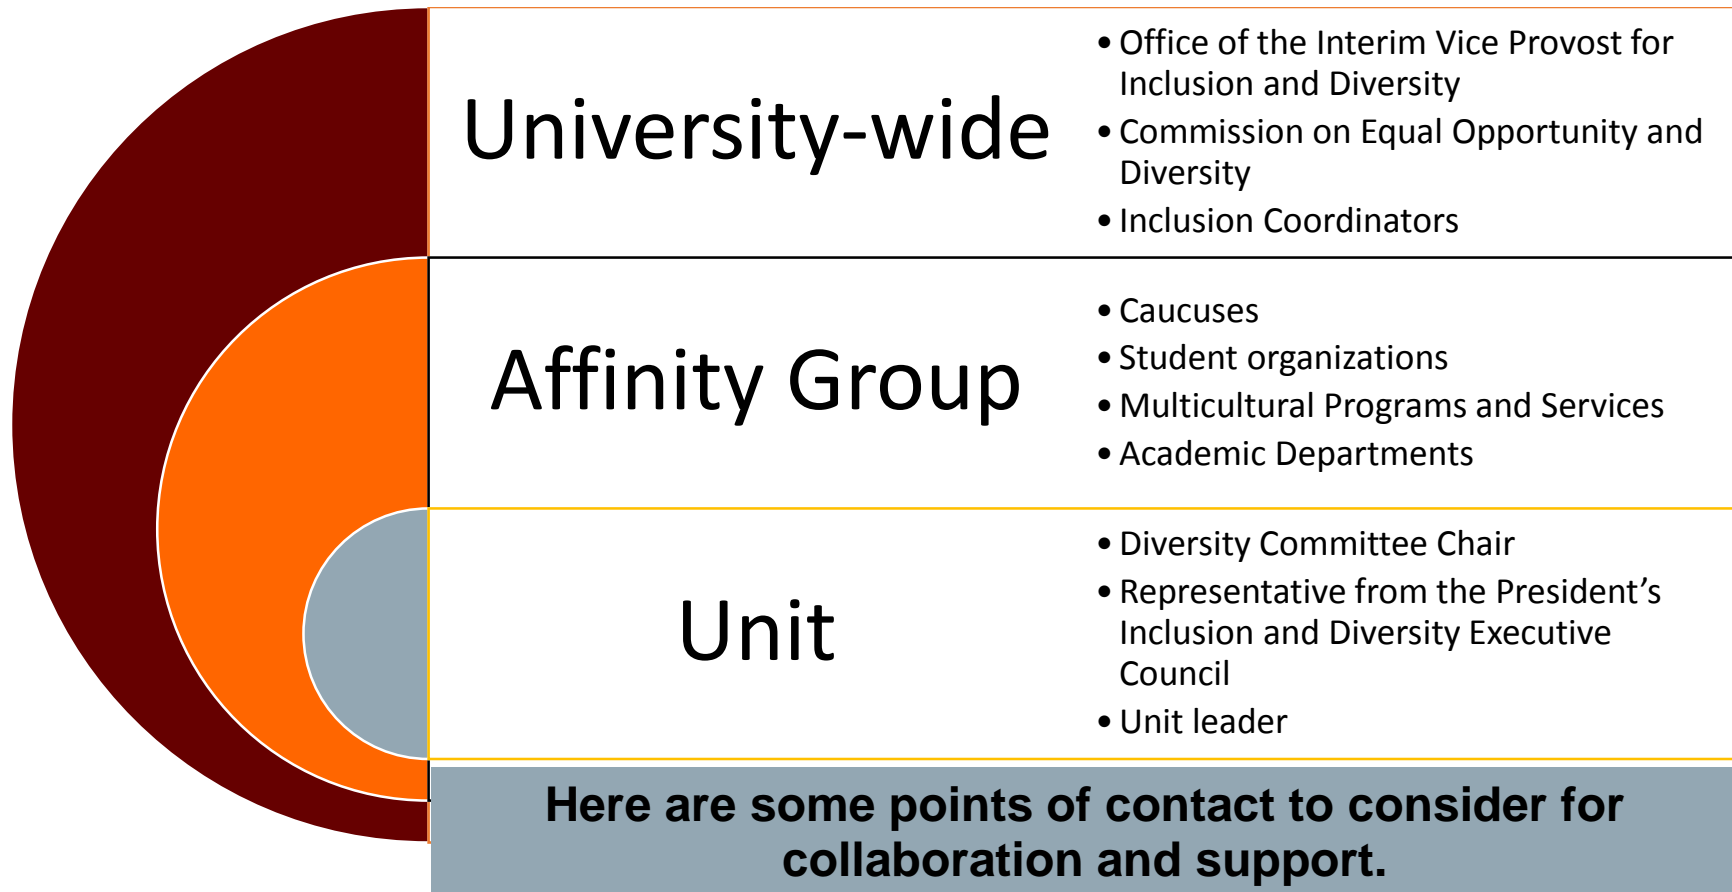 University-wide
• Office of the Interim Vice Provost for
Inclusion and Diversity
• Commission on Equal Opportunity and
Diversity
• Inclusion Coordinators
Affinity Group
• Caucuses
• Student organizations
• Multicultural Programs and Services
• Academic Departments
Unit
• Diversity Committee Chair
• Representative from the President’s
Inclusion and Diversity Executive
Council
• Unit leader
Here are some points of contact to consider for
collaboration and support.